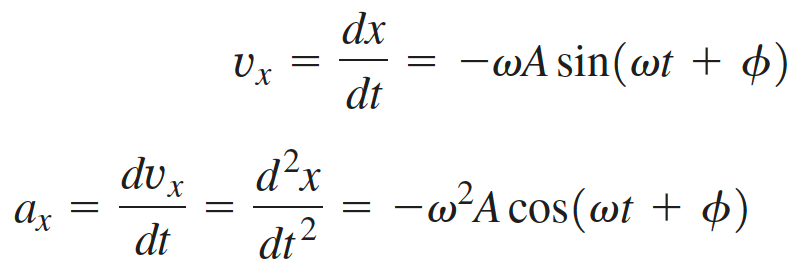 v_x = dx/dt = −ωA sin(ωt + ϕ)
a_x = dv_x/dt = d²x/dt² = −ω²A cos(ωt + ϕ)